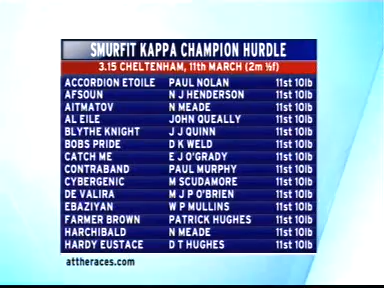 SMURFIT KAPPA CHAMPION HURDLE
3.15 CHELTENHAM, 11th MARCH (2m ½f)
ACCORDION ETOILE PAUL NOLAN 11st 10lb
AFSOUN N J HENDERSON 11st 10lb
AITMATOV N MEADE 11st 10lb
AL EILE JOHN QUEALLY 11st 10lb
BLYTHE KNIGHT J J QUINN 11st 10lb
BOBS PRIDE D K WELD 11st 10lb
CATCH ME E J O'GRADY 11st 10lb
CONTRABAND PAUL MURPHY 11st 10lb
CYBERGENIC M SCUDAMORE 11st 10lb
DE VALIRA M J P O'BRIEN 11st 10lb
EBAZIYAN W P MULLINS 11st 10lb
FARMER BROWN PATRICK HUGHES 11st 10lb
HARCHIBALD N MEADE 11st 10lb
HARDY EUSTACE D T HUGHES 11st 10lb
attheraces.com